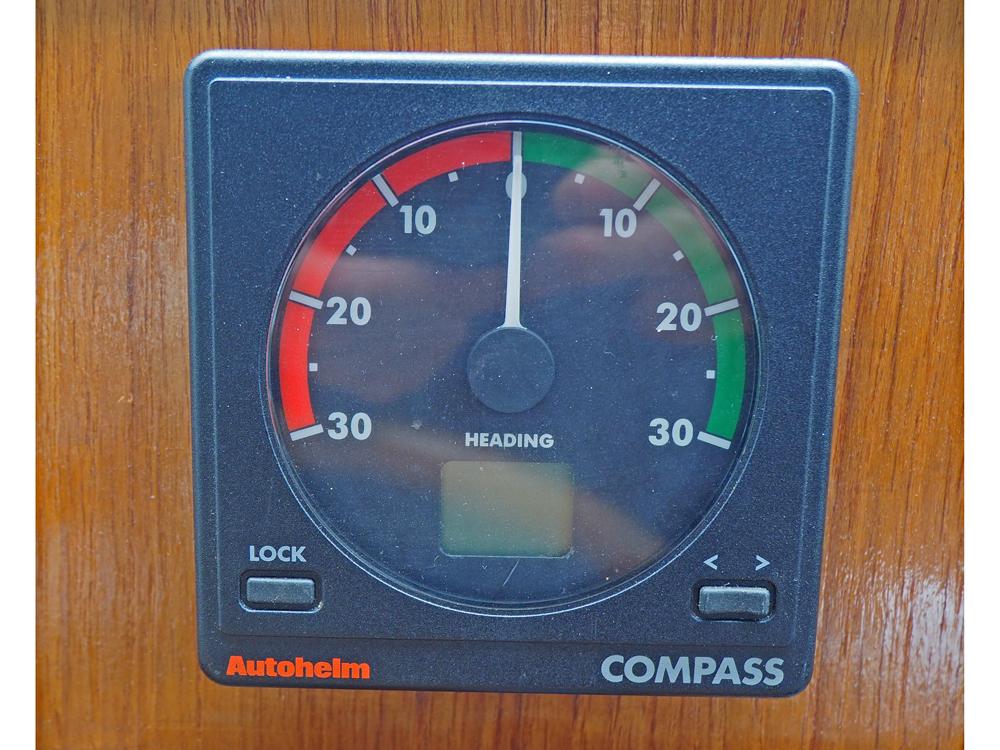 0
10 10
20 20
30 30
HEADING
LOCK
< >
Autohelm COMPASS